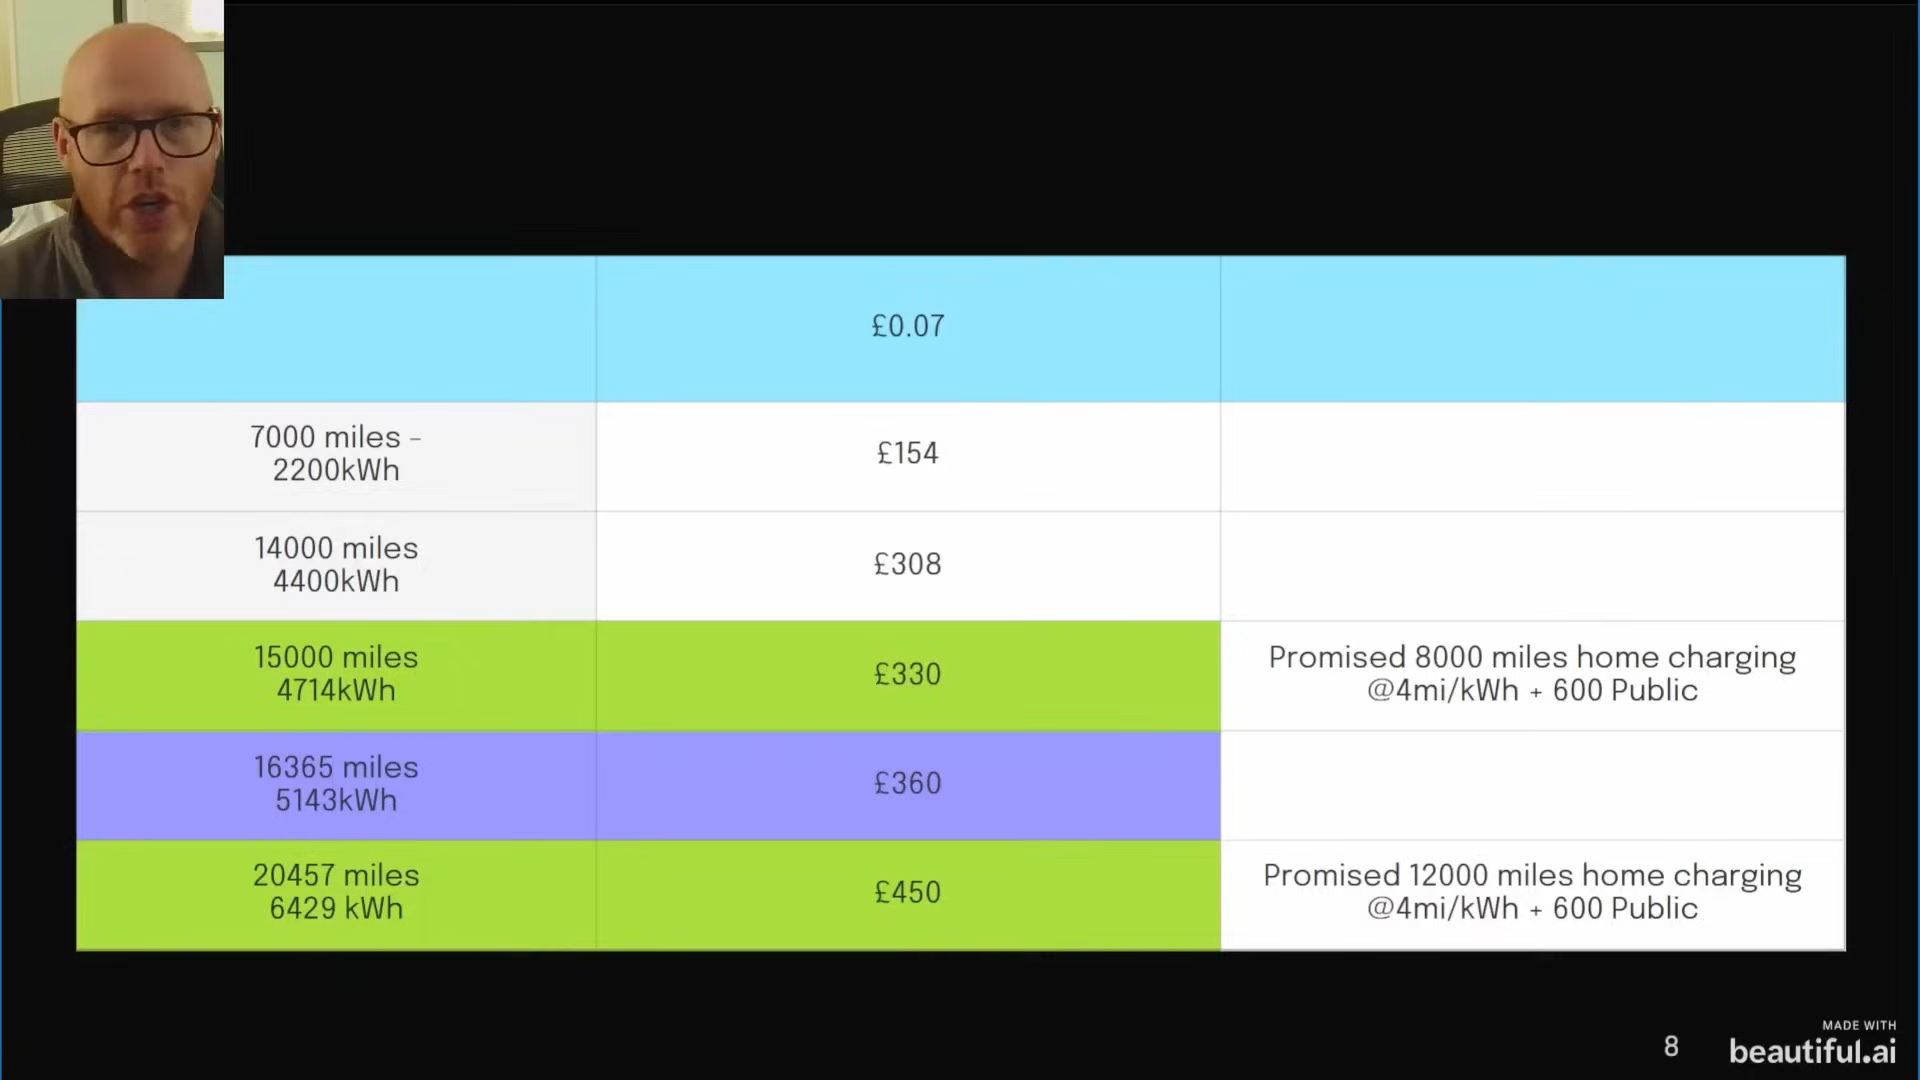 £0.07
7000 miles –
2200kWh
£154
14000 miles
4400kWh
£308
15000 miles
4714kWh
£330
Promised 8000 miles home charging
@4mi/kWh + 600 Public
16365 miles
5143kWh
£360
20457 miles
6429 kWh
£450
Promised 12000 miles home charging
@4mi/kWh + 600 Public
8
MADE WITH
beautiful.ai